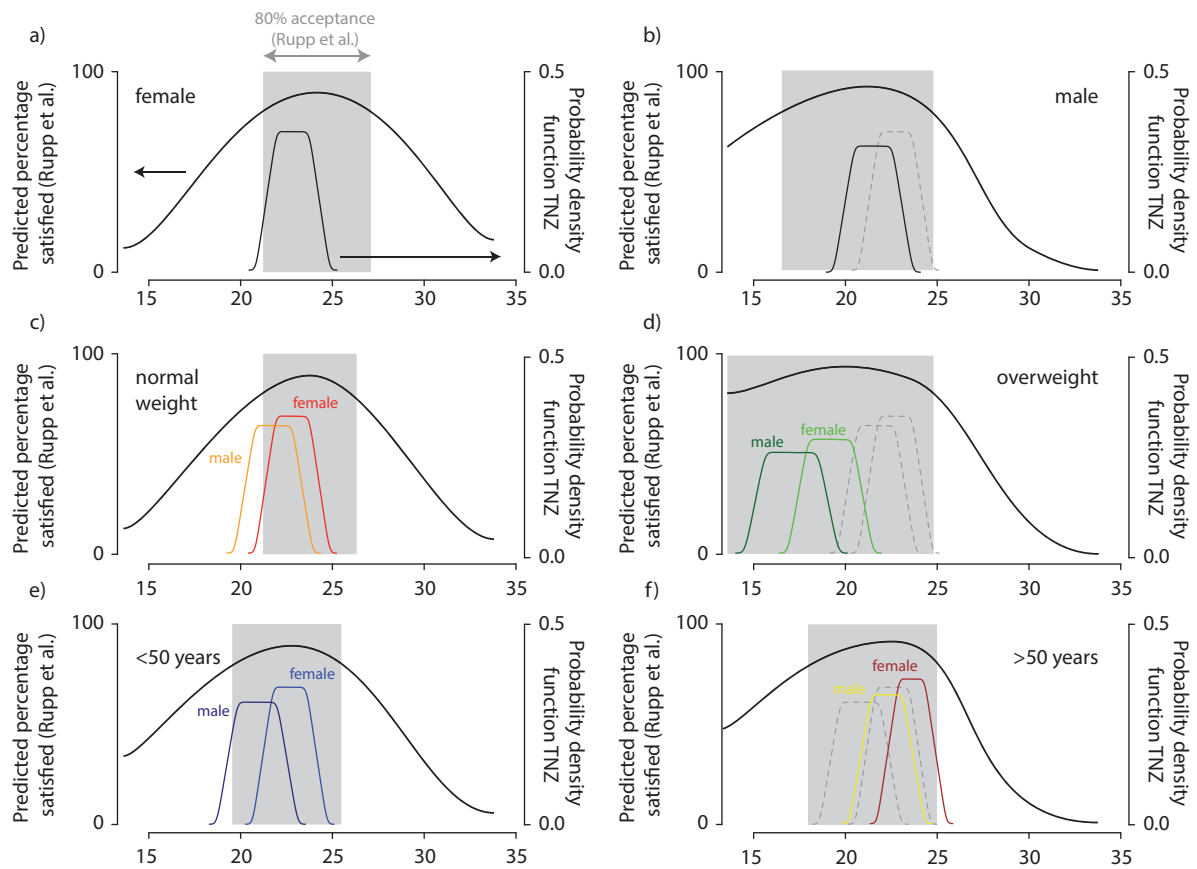 80% acceptance
(Rupp et al.)
a)
Predicted percentage
satisfied (Rupp et al.)
100
0
female
0.5
0.0
Probability density
function TNZ
15 20 25 30 35
b)
Predicted percentage
satisfied (Rupp et al.)
100
0
male
0.5
0.0
Probability density
function TNZ
15 20 25 30 35
c)
Predicted percentage
satisfied (Rupp et al.)
100
0
normal
weight
female
male
0.5
0.0
Probability density
function TNZ
15 20 25 30 35
d)
Predicted percentage
satisfied (Rupp et al.)
100
0
overweight
female
male
0.5
0.0
Probability density
function TNZ
15 20 25 30 35
e)
Predicted percentage
satisfied (Rupp et al.)
100
0
<50 years
female
male
0.5
0.0
Probability density
function TNZ
15 20 25 30 35
f)
Predicted percentage
satisfied (Rupp et al.)
100
0
>50 years
female
male
0.5
0.0
Probability density
function TNZ
15 20 25 30 35